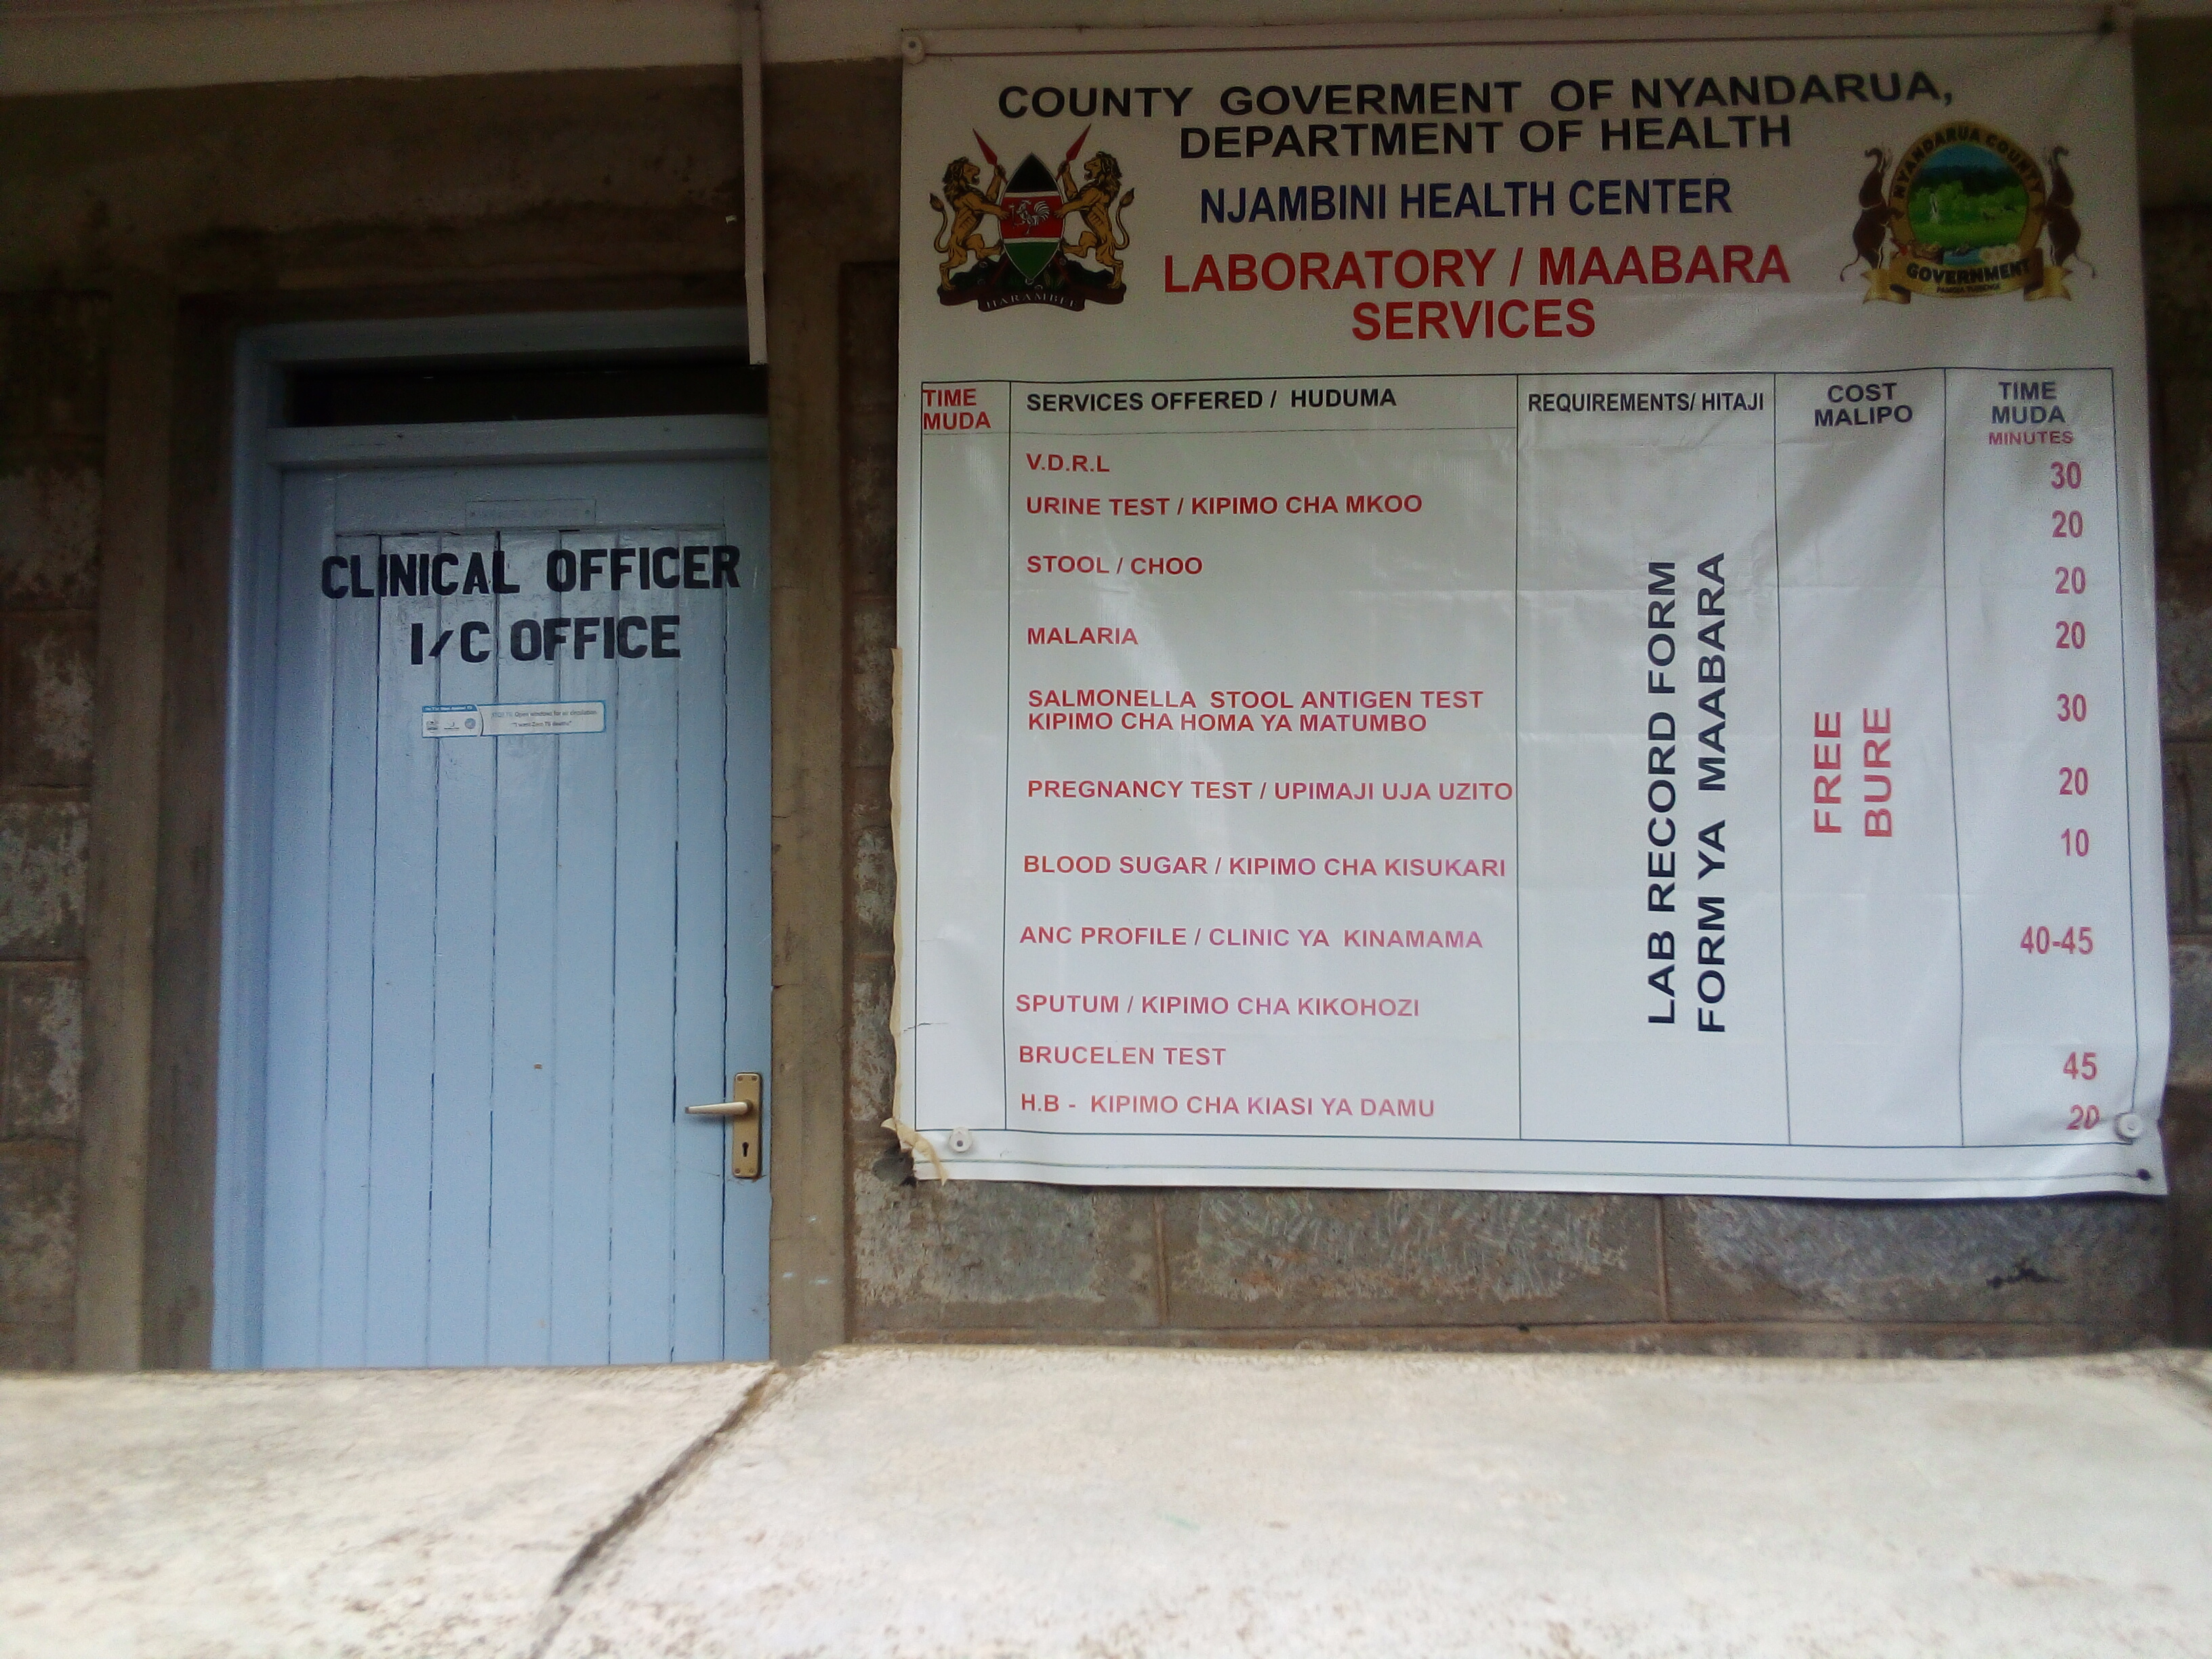 CLINICAL OFFICER
I/C OFFICE
COUNTY GOVERMENT OF NYANDARUA,
DEPARTMENT OF HEALTH
NJAMBINI HEALTH CENTER
LABORATORY / MAABARA
SERVICES
HARAMBEE
NYANDARUA COUNTY
GOVERNMENT
TIME
MUDA
SERVICES OFFERED / HUDUMA
REQUIREMENTS/ HITAJI
COST
MALIPO
TIME
MUDA
MINUTES
V.D.R.L
30
URINE TEST / KIPIMO CHA MKOO
20
STOOL / CHOO
20
MALARIA
20
SALMONELLA STOOL ANTIGEN TEST
KIPIMO CHA HOMA YA MATUMBO
30
PREGNANCY TEST / UPIMAJI UJA UZITO
20
BLOOD SUGAR / KIPIMO CHA KISUKARI
10
ANC PROFILE / CLINIC YA KINAMAMA
40-45
SPUTUM / KIPIMO CHA KIKOHOZI
BRUCELEN TEST
45
H.B - KIPIMO CHA KIASI YA DAMU
20
LAB RECORD FORM
FORM YA MAABARA
FREE
BURE